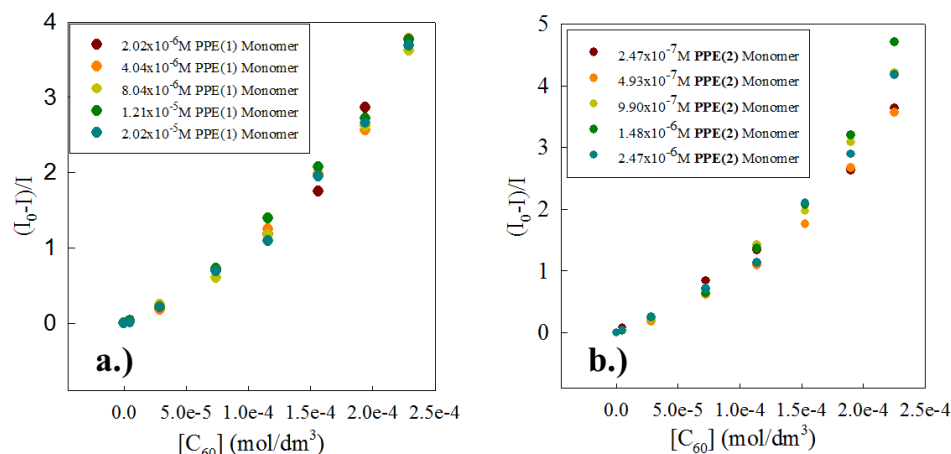 4
3
2
1
0
(I₀-I)/I
2.02x10⁻⁶M PPE(1) Monomer
4.04x10⁻⁶M PPE(1) Monomer
8.04x10⁻⁶M PPE(1) Monomer
1.21x10⁻⁵M PPE(1) Monomer
2.02x10⁻⁵M PPE(1) Monomer
a.)
0.0 5.0e-5 1.0e-4 1.5e-4 2.0e-4 2.5e-4
[C₆₀] (mol/dm³)
5
4
3
2
1
0
(I₀-I)/I
2.47x10⁻⁷M PPE(2) Monomer
4.93x10⁻⁷M PPE(2) Monomer
9.90x10⁻⁷M PPE(2) Monomer
1.48x10⁻⁶M PPE(2) Monomer
2.47x10⁻⁶M PPE(2) Monomer
b.)
0.0 5.0e-5 1.0e-4 1.5e-4 2.0e-4 2.5e-4
[C₆₀] (mol/dm³)